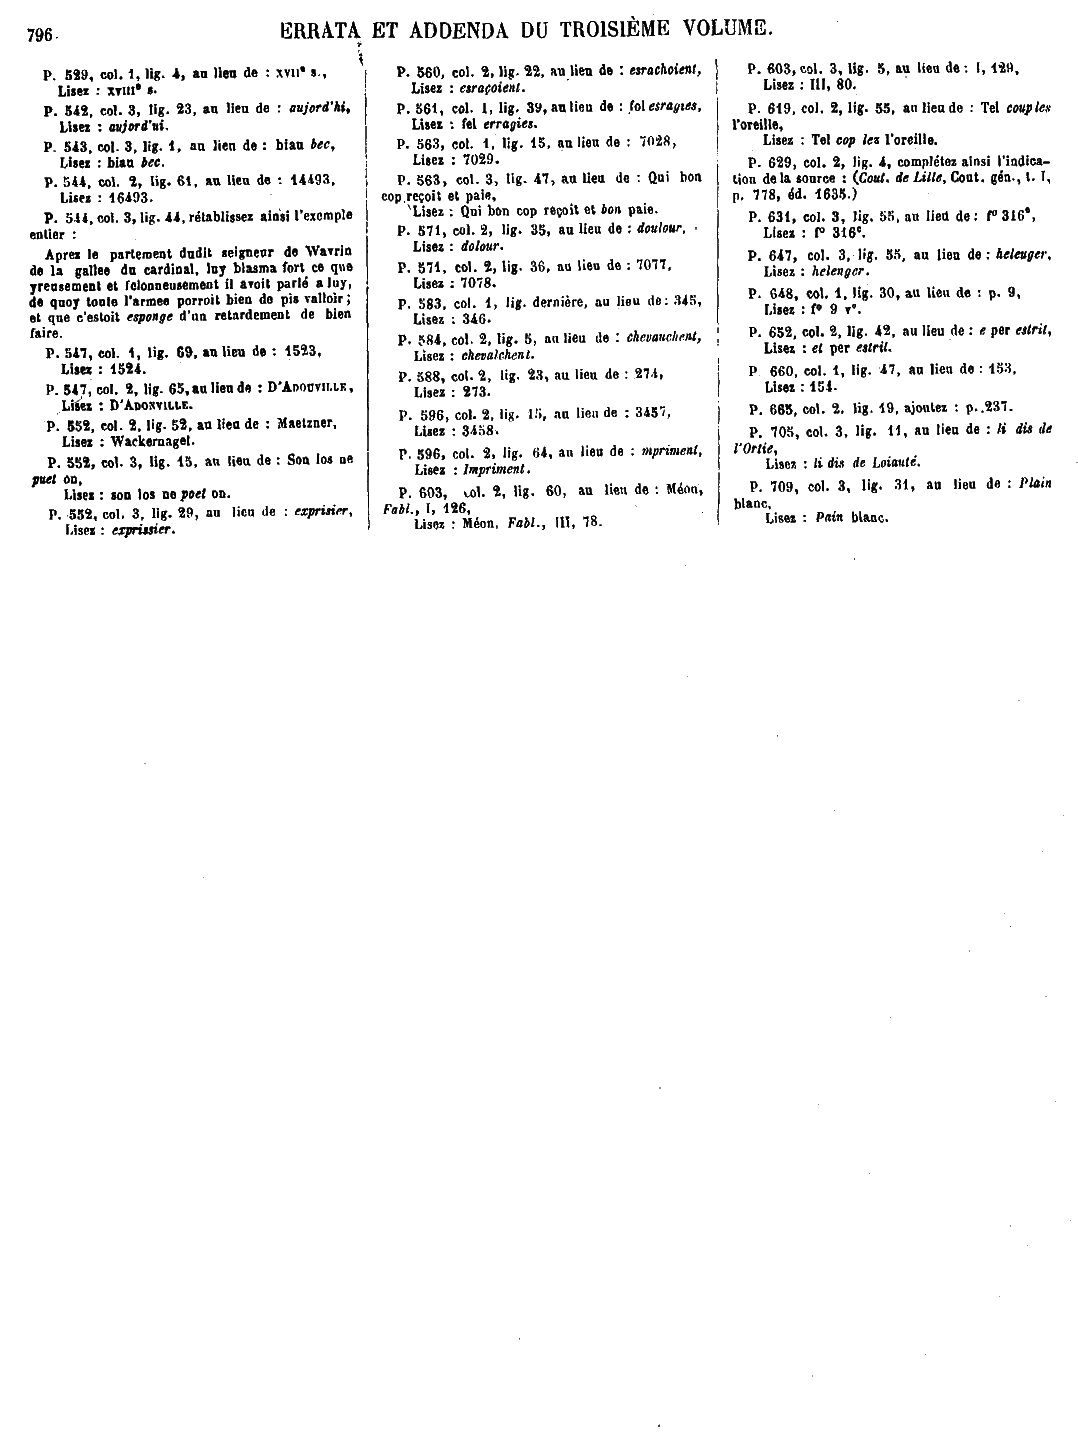 796
ERRATA ET ADDENDA DU TROISIÈME VOLUME.
P. 529, col. 1, lig. 4, au lieu de : XVIIe s.,
Lisez : XVIIIe s.
P. 542, col. 3, lig. 23, au lieu de : aujord'hi,
Lisez : aujord'ui.
P. 543, col. 3, lig. 1, au lien de : biau bec,
Lisez : biau bec.
P. 544, col. 2, lig. 61, au lieu de : 14493,
Lisez : 16493.
P. 544, col. 3, lig. 44, rétablissez ainsi l'exemple
entier :
Aprez le partement dudit seigneur de Wavrin
de la gallee du cardinal, luy blasma fort ce que
yreusement et felonneusement il avoit parlé a luy,
de quoy toute l'armee porroit bien de pis valloir ;
et que c'estoit esponge d'un retardement de bien
faire.
P. 547, col. 1, lig. 69, au lieu de : 1523,
Lisez : 1524.
P. 547, col. 2, lig. 65, au lien de : D'ADOUVILLE,
Lisez : D'ADONVILLE.
P. 552, col. 2, lig. 52, au lieu de : Maetzner,
Lisez : Wackernagel.
P. 552, col. 3, lig. 15, au lieu de : Son los ne
puet on,
Lisez : son los ne poet on.
P. 552, col. 3, lig. 29, au lieu de : exprisier,
Lisez : exprissier.
P. 560, col. 2, lig. 22, au lieu de : esrachoient,
Lisez : esraçoient.
P. 561, col. 1, lig. 39, au lieu de : fol esragies,
Lisez : fel erragies.
P. 563, col. 1, lig. 15, au lieu de : 7028,
Lisez : 7029.
P. 563, col. 3, lig. 47, au lieu de : Qui bon
cop reçoit et paie,
Lisez : Qui bon cop reçoit et bon paie.
P. 571, col. 2, lig. 35, au lieu de : doulour,
Lisez : dolour.
P. 571, col. 2, lig. 36, au lieu de : 7077,
Lisez : 7078.
P. 583, col. 1, lig. dernière, au lieu de : 345,
Lisez : 346.
P. 584, col. 2, lig. 5, au lieu de : chevauchent,
Lisez : chevalchent.
P. 588, col. 2, lig. 23, au lieu de : 274,
Lisez : 273.
P. 596, col. 2, lig. 15, au lieu de : 3457,
Lisez : 3458.
P. 596, col. 2, lig. 64, au lieu de : mpriment,
Lisez : Impriment.
P. 603, col. 2, lig. 60, au lieu de : Méon,
Fabl., I, 126,
Lisez : Méon, Fabl., III, 78.
P. 603, col. 3, lig. 5, au lieu de : I, 129,
Lisez : III, 80.
P. 619, col. 2, lig. 55, au lieu de : Tel coup les
l'oreille,
Lisez : Tel cop lez l'oreille.
P. 629, col. 2, lig. 4, complétez ainsi l'indica-
tion de la source : (Cout. de Lille, Cout. gén., t. I,
p. 778, éd. 1635.)
P. 631, col. 3, lig. 55, au lieu de : fo 316e,
Lisez : fo 316c.
P. 647, col. 3, lig. 55, au lien de : heleuger,
Lisez : helenger.
P. 648, col. 1, lig. 30, au lieu de : p. 9,
Lisez : fo 9 vo.
P. 652, col. 2, lig. 42, au lieu de : e per estrit,
Lisez : et per estril.
P 660, col. 1, lig. 47, au lieu de : 153,
Lisez : 154.
P. 665, col. 2, lig. 19, ajoutez : p. 237.
P. 705, col. 3, lig. 11, au lieu de : li dis de
l'Ortie,
Lisez : li dis de Loiauté.
P. 709, col. 3, lig. 31, au lieu de : Plain
blanc,
Lisez : Pain blanc.